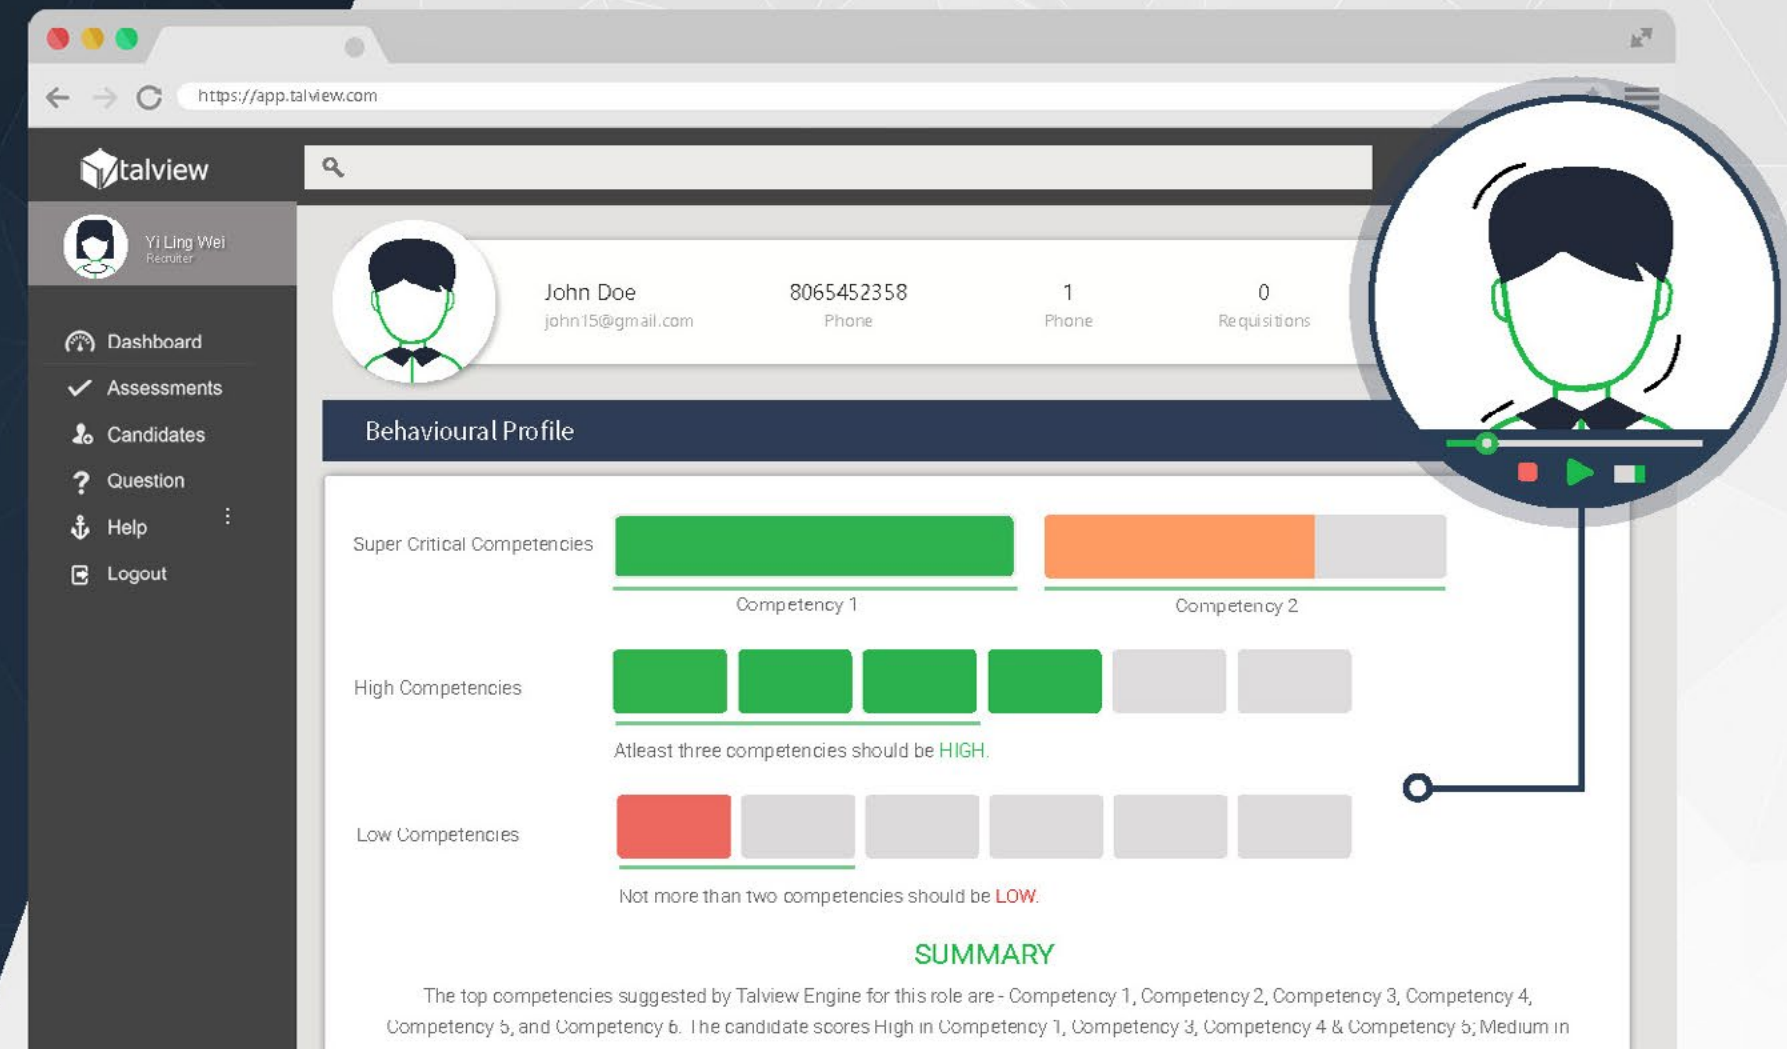 https://app.talview.com
talview
Yi Ling Wei
Recruiter
Dashboard
Assessments
Candidates
Question
Help
Logout
John Doe
john15@gmail.com
8065452358
Phone
1
Phone
0
Requisitions
Behavioural Profile
Super Critical Competencies
Competency 1
Competency 2
High Competencies
Atleast three competencies should be HIGH.
Low Competencies
Not more than two competencies should be LOW.
SUMMARY
The top competencies suggested by Talview Engine for this role are - Competency 1, Competency 2, Competency 3, Competency 4,
Competency 5, and Competency 6. The candidate scores High in Competency 1, Competency 3, Competency 4 & Competency 5; Medium in